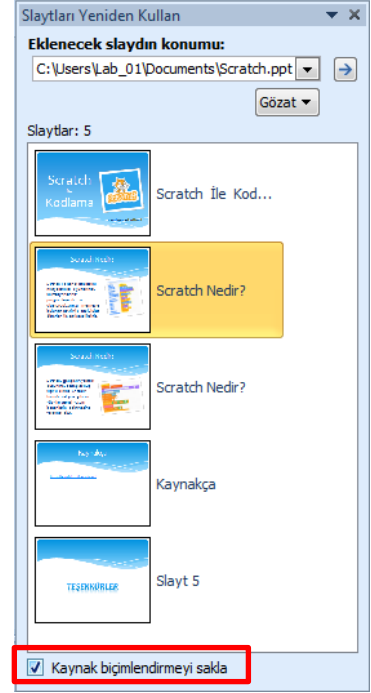 Slaytları Yeniden Kullan
Eklenecek slaydın konumu:
C:\Users\Lab_01\Documents\Scratch.ppt
Gözat
Slaytlar: 5
Scratch
Kodlama
Scratch İle Kod...
Scratch Nedir?
Scratch Nedir?
Scratch Nedir?
Scratch Nedir?
Kaynakça
Kaynakça
TEŞEKKÜRLER
Slayt 5
Kaynak biçimlendirmeyi sakla